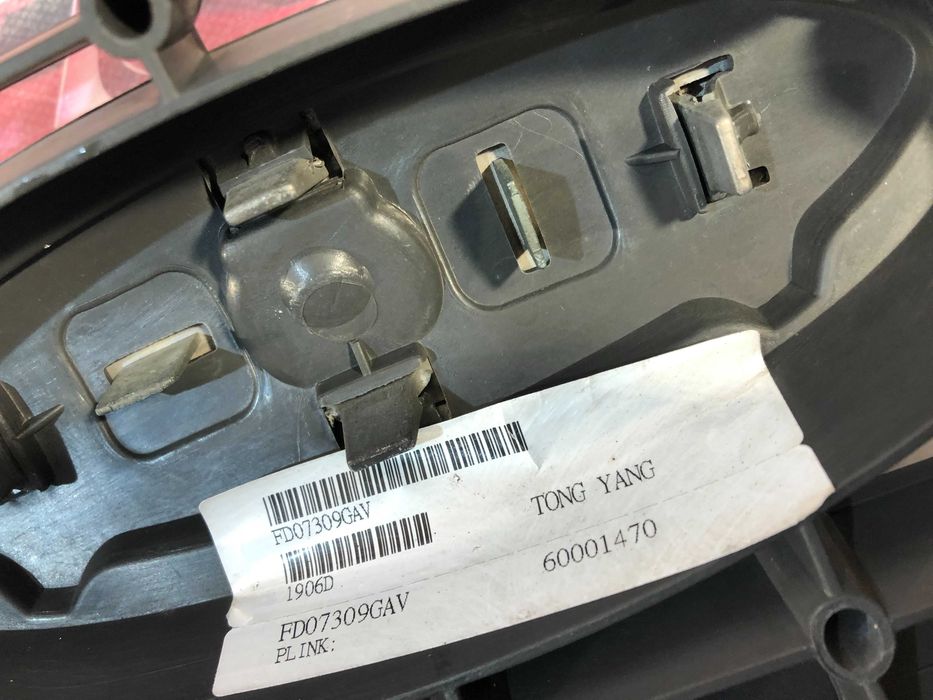 FD07309GAV
TONG YANG
1906D
60001470
FD07309GAV
PLINK: